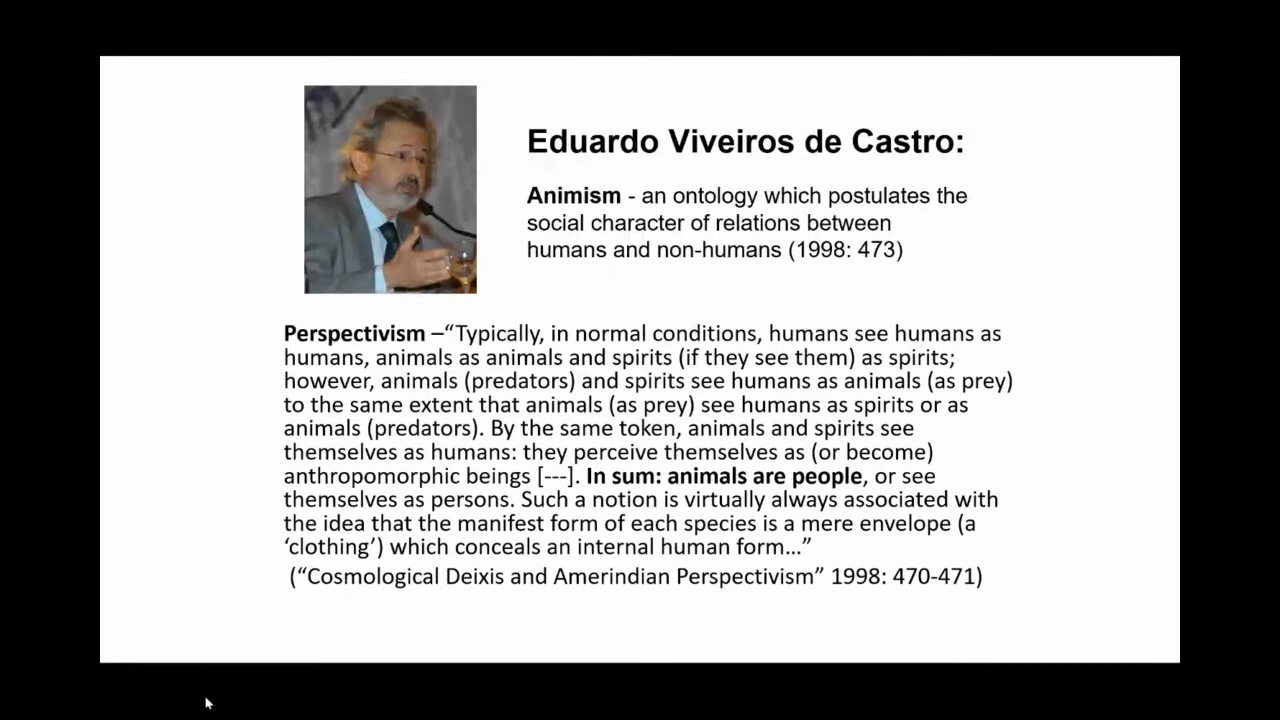 Eduardo Viveiros de Castro:
Animism - an ontology which postulates the
social character of relations between
humans and non-humans (1998: 473)
Perspectivism –“Typically, in normal conditions, humans see humans as
humans, animals as animals and spirits (if they see them) as spirits;
however, animals (predators) and spirits see humans as animals (as prey)
to the same extent that animals (as prey) see humans as spirits or as
animals (predators). By the same token, animals and spirits see
themselves as humans: they perceive themselves as (or become)
anthropomorphic beings [---]. In sum: animals are people, or see
themselves as persons. Such a notion is virtually always associated with
the idea that the manifest form of each species is a mere envelope (a
‘clothing’) which conceals an internal human form…”
(“Cosmological Deixis and Amerindian Perspectivism” 1998: 470-471)